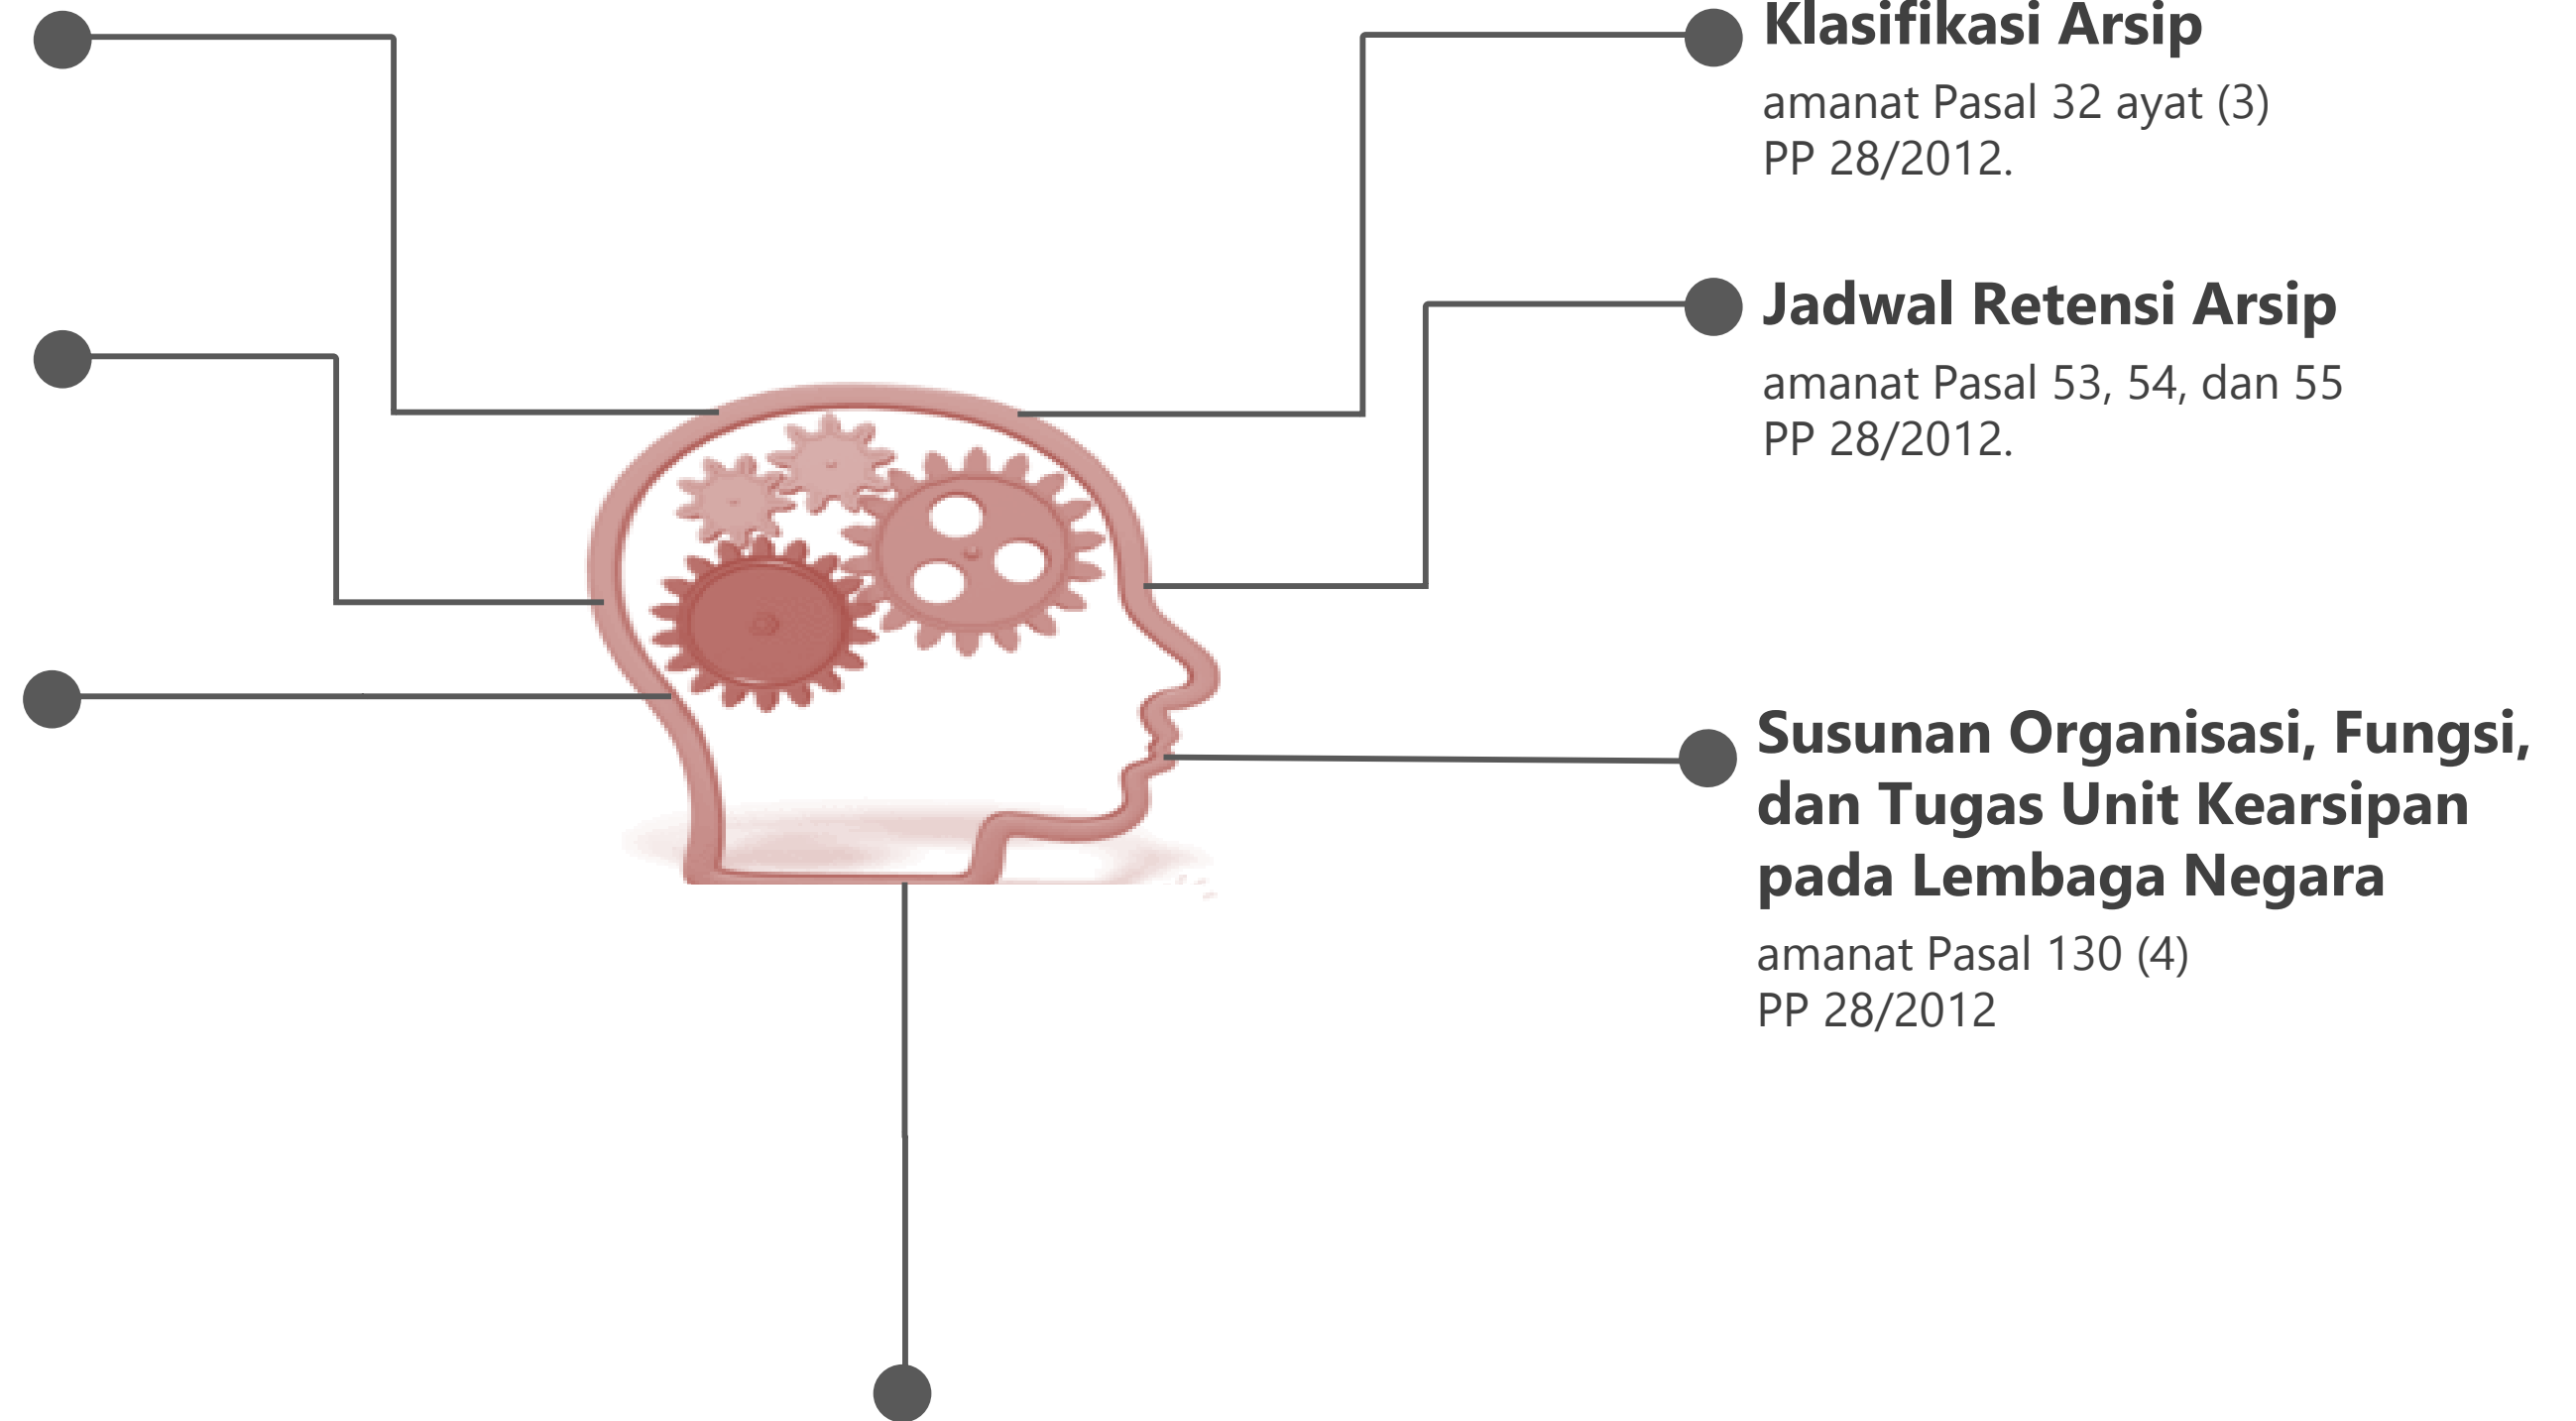 Klasifikasi Arsip
amanat Pasal 32 ayat (3)
PP 28/2012.
Jadwal Retensi Arsip
amanat Pasal 53, 54, dan 55
PP 28/2012.
Susunan Organisasi, Fungsi,
dan Tugas Unit Kearsipan
pada Lembaga Negara
amanat Pasal 130 (4)
PP 28/2012